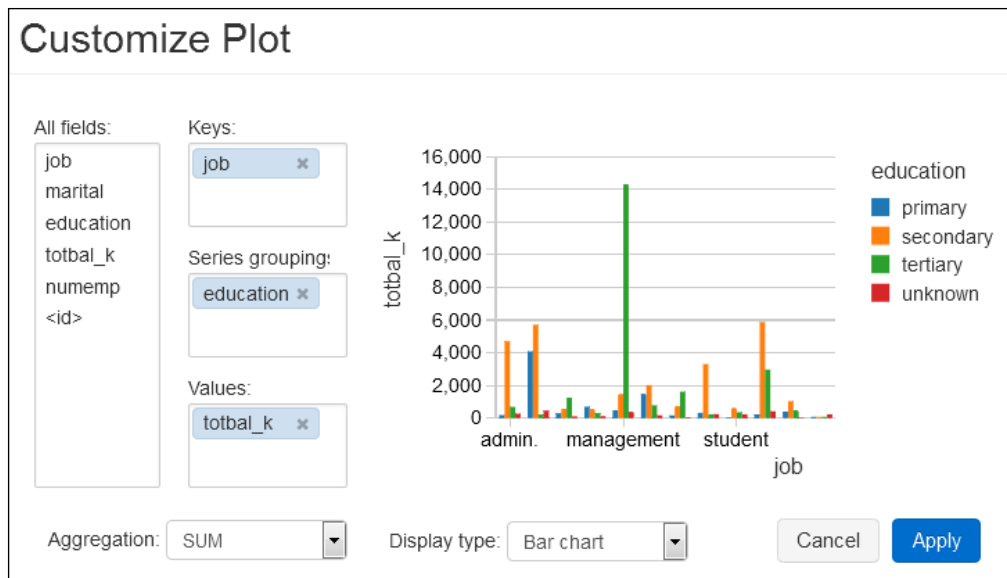 Customize Plot
All fields:
job
marital
education
totbal_k
numemp
<id>
Keys:
job ×
Series groupings
education ×
Values:
totbal_k ×
16,000
14,000
12,000
10,000
8,000
6,000
4,000
2,000
0
totbal_k
admin. management student
job
education
primary
secondary
tertiary
unknown
Aggregation: SUM
Display type: Bar chart
Cancel Apply